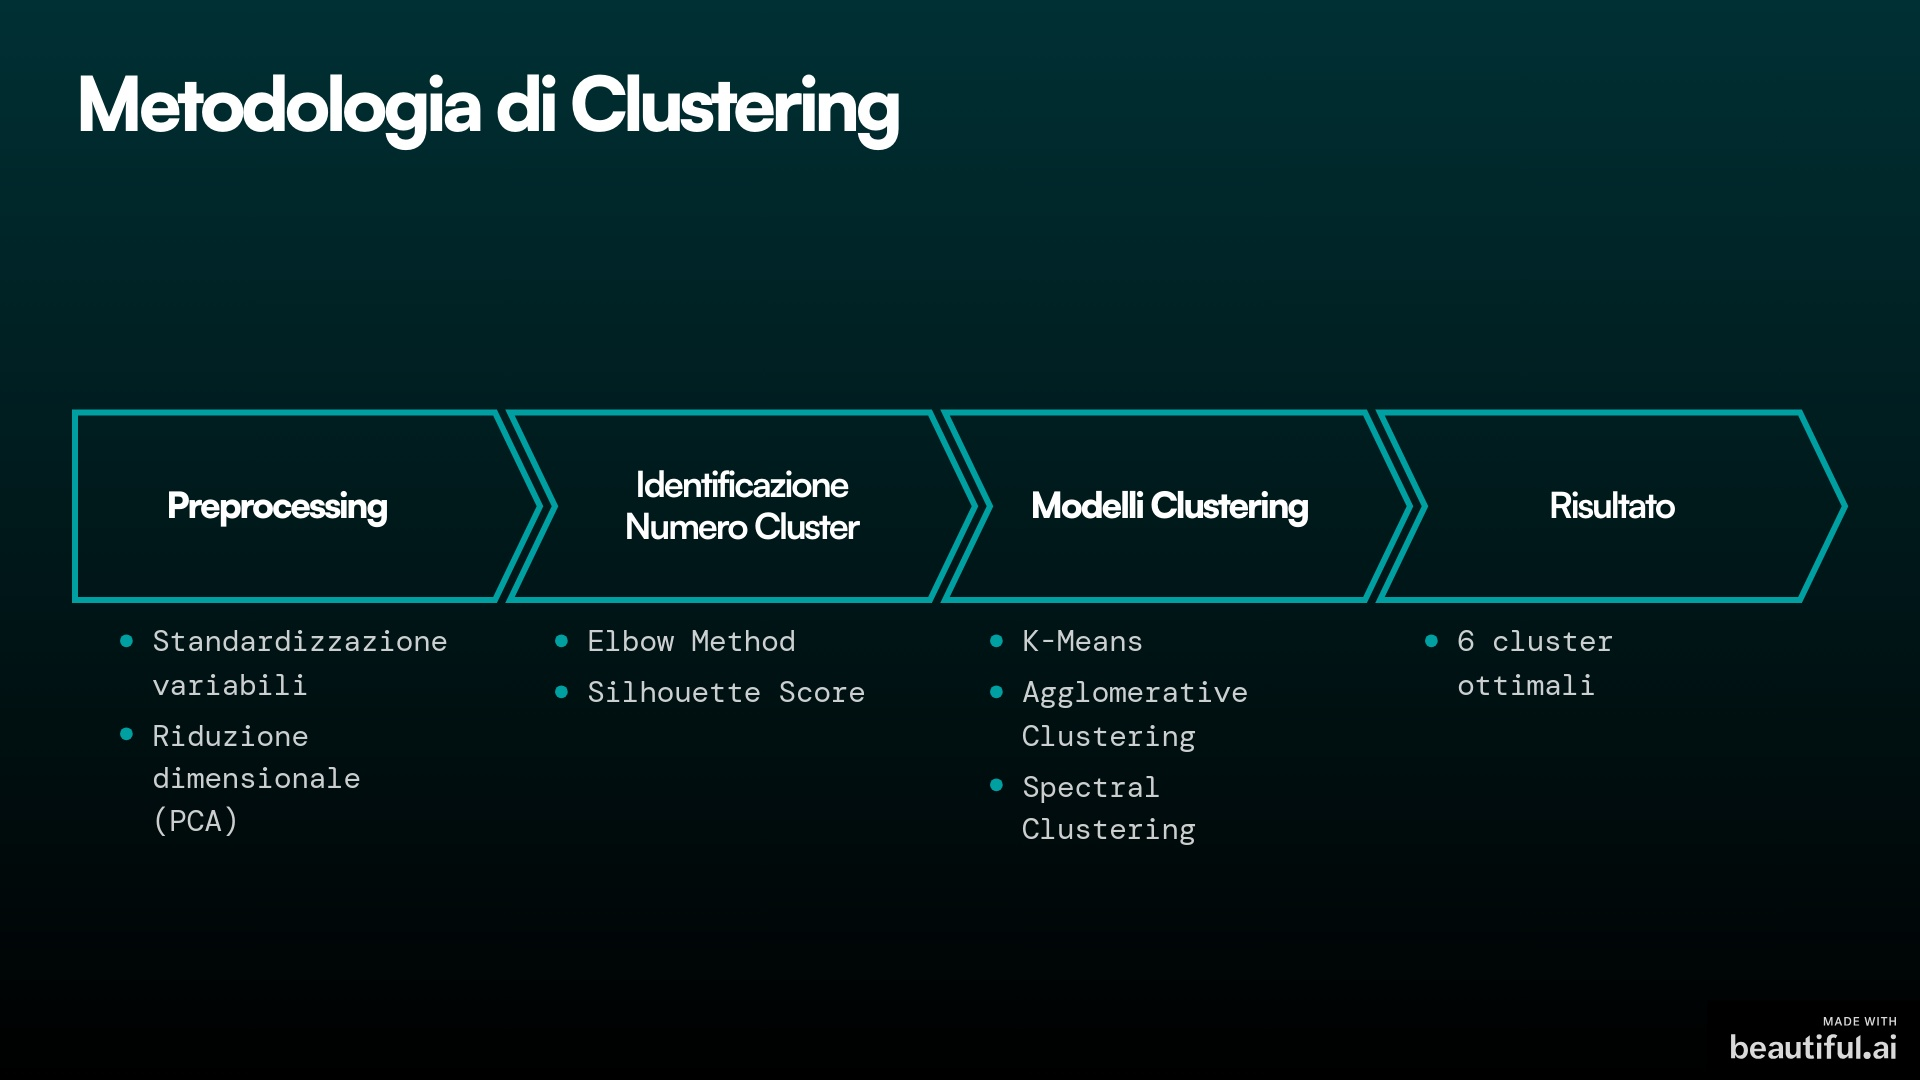 Metodologia di Clustering
Preprocessing
Standardizzazione
variabili
Riduzione
dimensionale
(PCA)
Identificazione
Numero Cluster
Elbow Method
Silhouette Score
Modelli Clustering
K-Means
Agglomerative
Clustering
Spectral
Clustering
Risultato
6 cluster
ottimali
MADE WITH
beautiful.ai